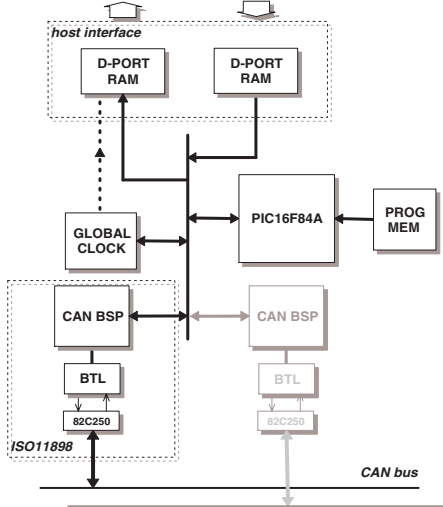 host interface
D-PORT
RAM
D-PORT
RAM
PIC16F84A
PROG
MEM
GLOBAL
CLOCK
CAN BSP
CAN BSP
BTL
BTL
82C250
82C250
ISO11898
CAN bus